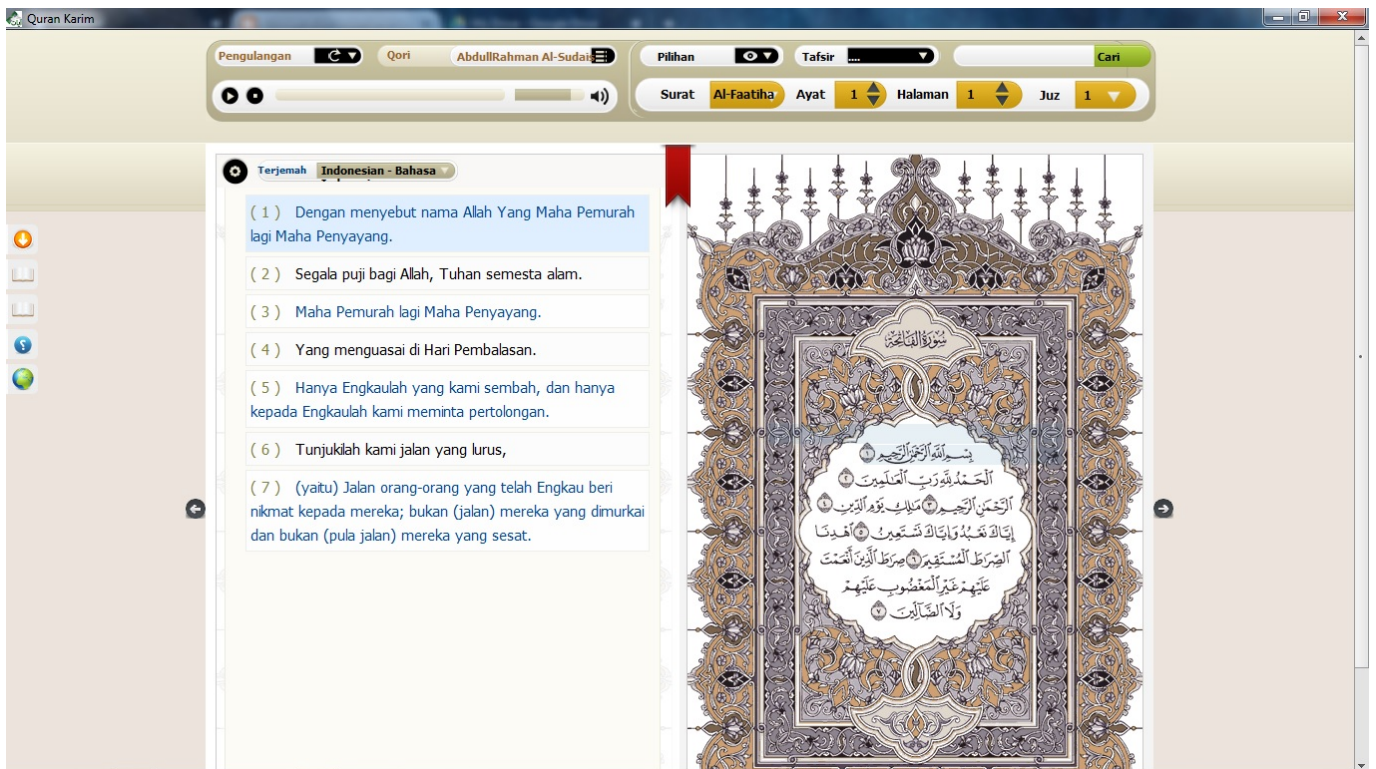 Quran Karim
Pengulangan Qori AbdullRahman Al-Sudais Pilihan Tafsir .... Cari
Surat Al-Faatiha Ayat 1 Halaman 1 Juz 1
Terjemah Indonesian - Bahasa
( 1 ) Dengan menyebut nama Allah Yang Maha Pemurah
lagi Maha Penyayang.
( 2 ) Segala puji bagi Allah, Tuhan semesta alam.
( 3 ) Maha Pemurah lagi Maha Penyayang.
( 4 ) Yang menguasai di Hari Pembalasan.
( 5 ) Hanya Engkaulah yang kami sembah, dan hanya
kepada Engkaulah kami meminta pertolongan.
( 6 ) Tunjukilah kami jalan yang lurus,
( 7 ) (yaitu) Jalan orang-orang yang telah Engkau beri
nikmat kepada mereka; bukan (jalan) mereka yang dimurkai
dan bukan (pula jalan) mereka yang sesat.
سُورَةُ الْفَاتِحَةِ
بِسْمِ ٱللَّهِ ٱلرَّحْمَٰنِ ٱلرَّحِيمِ ١
ٱلْحَمْدُ لِلَّهِ رَبِّ ٱلْعَٰلَمِينَ ٢
ٱلرَّحْمَٰنِ ٱلرَّحِيمِ ٣ مَٰلِكِ يَوْمِ ٱلدِّينِ ٤
إِيَّاكَ نَعْبُدُ وَإِيَّاكَ نَسْتَعِينُ ٥ ٱهْدِنَا
ٱلصِّرَٰطَ ٱلْمُسْتَقِيمَ ٦ صِرَٰطَ ٱلَّذِينَ أَنْعَمْتَ
عَلَيْهِمْ غَيْرِ ٱلْمَغْضُوبِ عَلَيْهِمْ
وَلَا ٱلضَّآلِّينَ ٧